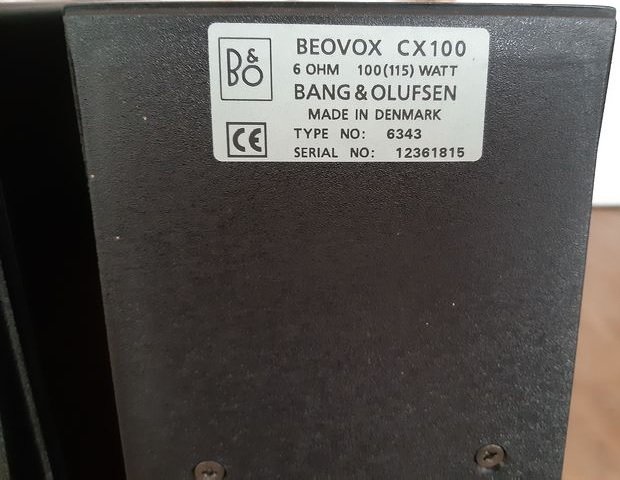 B&O
BEOVOX CX100
6 OHM 100(115) WATT
BANG & OLUFSEN
MADE IN DENMARK
CE
TYPE NO: 6343
SERIAL NO: 12361815